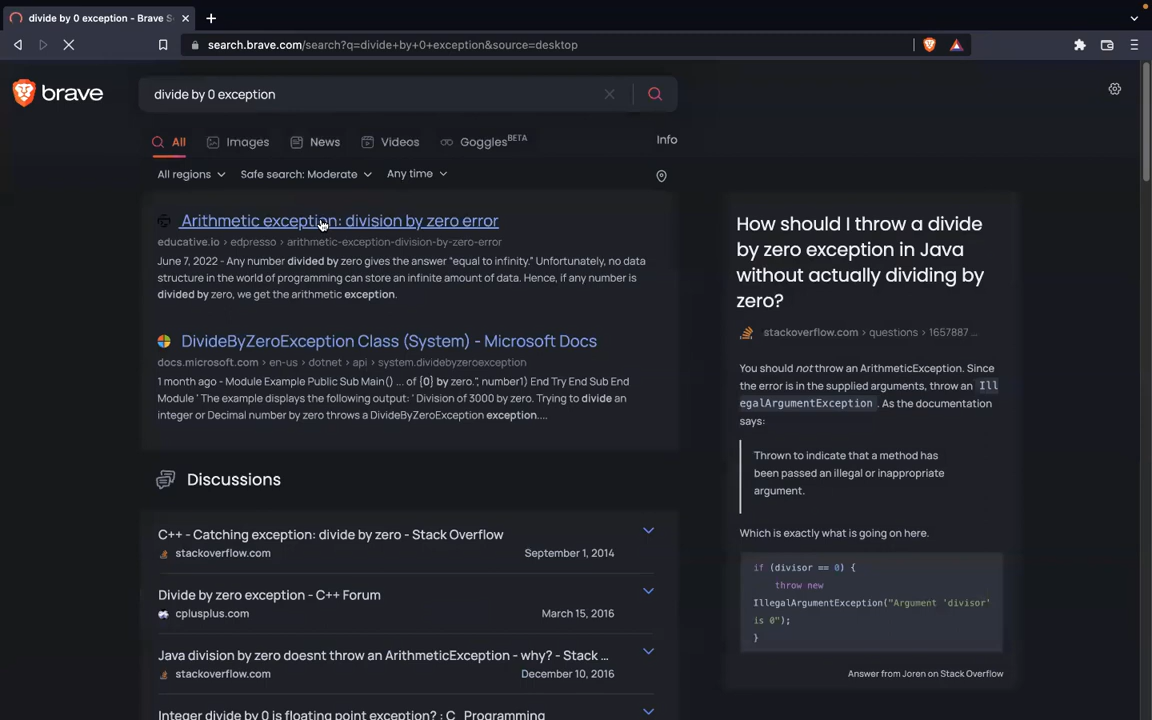 divide by 0 exception - Brave S
search.brave.com/search?q=divide+by+0+exception&source=desktop
brave
divide by 0 exception
All
Images
News
Videos
Goggles BETA
Info
All regions
Safe search: Moderate
Any time
Arithmetic exception: division by zero error
educative.io › edpresso › arithmetic-exception-division-by-zero-error
June 7, 2022 - Any number divided by zero gives the answer "equal to infinity." Unfortunately, no data
structure in the world of programming can store an infinite amount of data. Hence, if any number is
divided by zero, we get the arithmetic exception.
DivideByZeroException Class (System) - Microsoft Docs
docs.microsoft.com › en-us › dotnet › api › system.dividebyzeroexception
1 month ago - Module Example Public Sub Main() ... of {0} by zero.", number1) End Try End Sub End
Module ' The example displays the following output: ' Division of 3000 by zero. Trying to divide an
integer or Decimal number by zero throws a DivideByZeroException exception....
Discussions
C++ - Catching exception: divide by zero - Stack Overflow
stackoverflow.com
September 1, 2014
Divide by zero exception - C++ Forum
cplusplus.com
March 15, 2016
Java division by zero doesnt throw an ArithmeticException - why? - Stack ...
stackoverflow.com
December 10, 2016
Integer divide by 0 is floating point exception? : C_Programming
How should I throw a divide
by zero exception in Java
without actually dividing by
zero?
stackoverflow.com › questions › 1657887 ...
You should not throw an ArithmeticException. Since
the error is in the supplied arguments, throw an Ill
egalArgumentException . As the documentation
says:
Thrown to indicate that a method has
been passed an illegal or inappropriate
argument.
Which is exactly what is going on here.
if (divisor == 0) {
throw new
IllegalArgumentException("Argument 'divisor'
is 0");
}
Answer from Joren on Stack Overflow